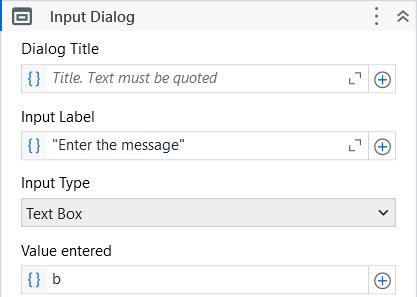 Input Dialog
Dialog Title
{} Title. Text must be quoted
Input Label
{} "Enter the message"
Input Type
Text Box
Value entered
{} b